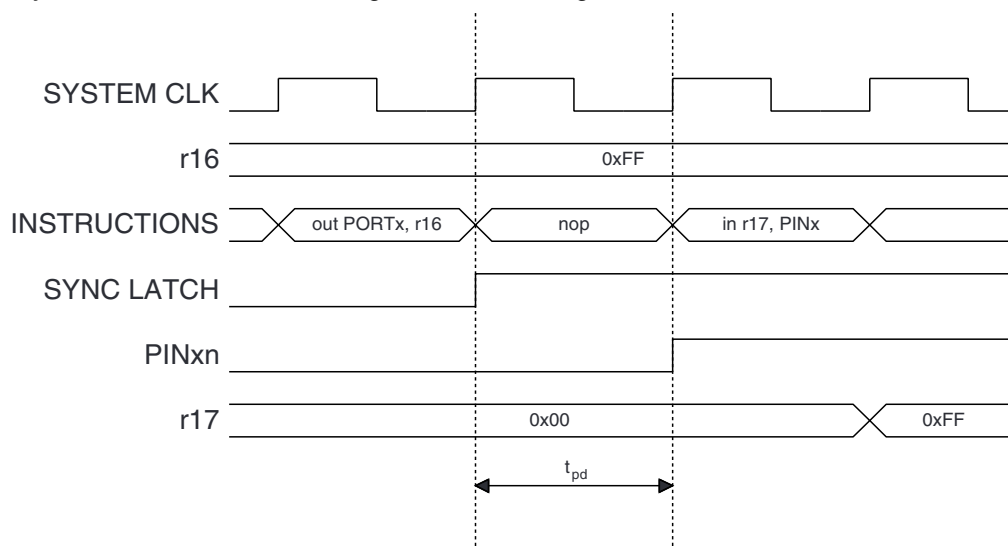 SYSTEM CLK
r16
0xFF
INSTRUCTIONS
out PORTx, r16
nop
in r17, PINx
SYNC LATCH
PINxn
r17
0x00
0xFF
tpd